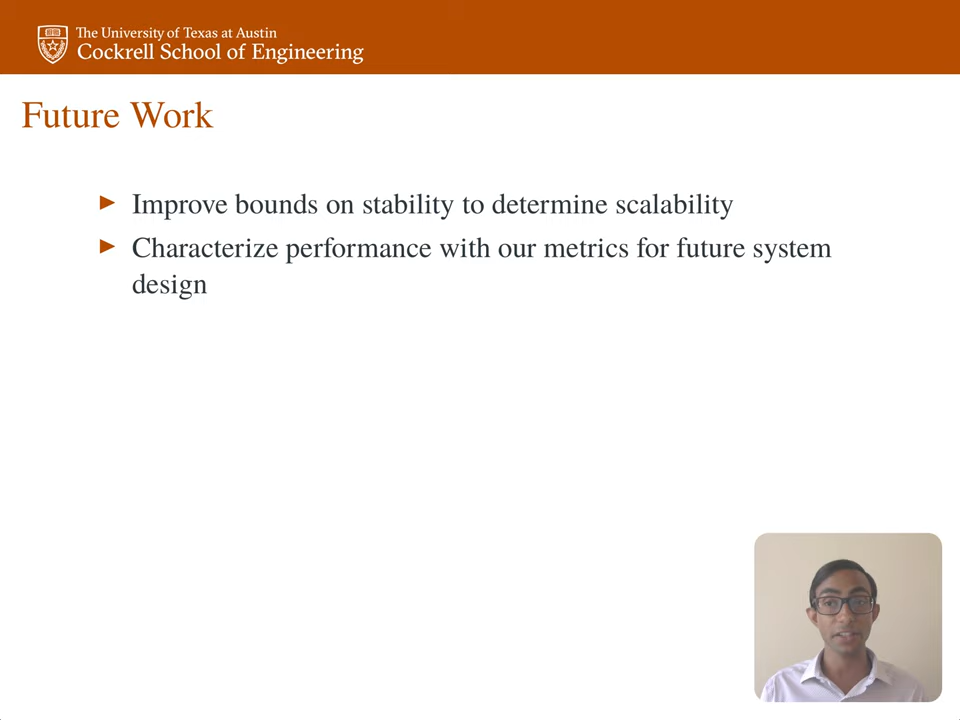 The University of Texas at Austin
Cockrell School of Engineering
Future Work
Improve bounds on stability to determine scalability
Characterize performance with our metrics for future system
design